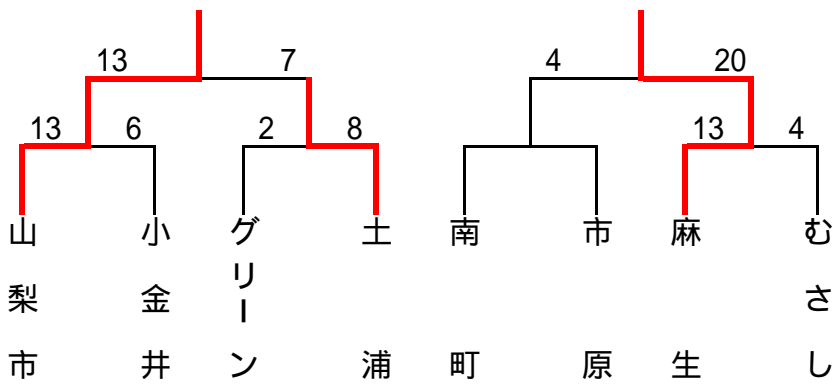 13 7 4 20
13 6 2 8 13 4
山梨市
小金井
グリーン
土浦
南町
市原
麻生
むさし